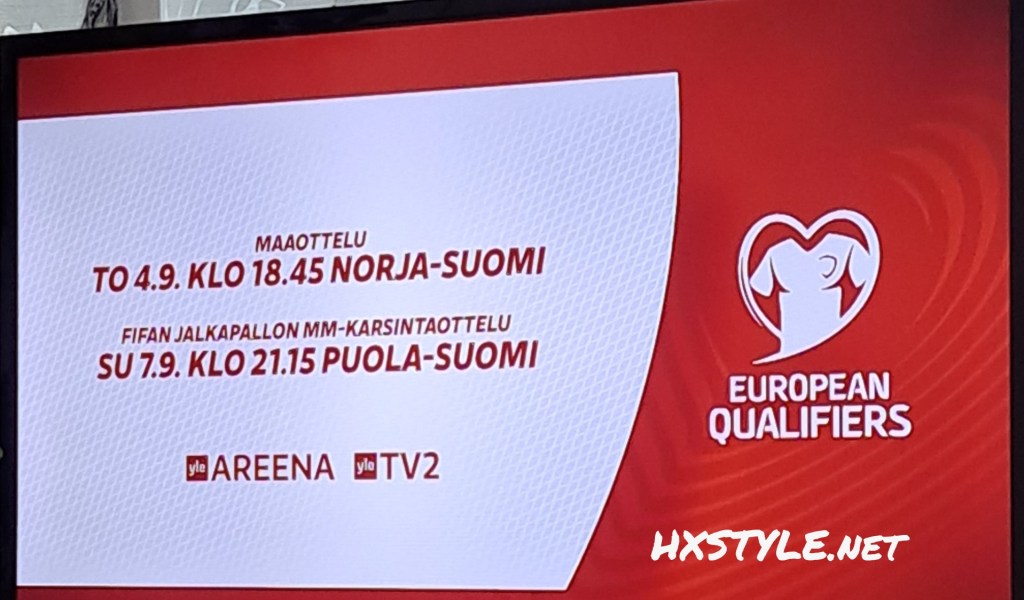 MAAOTTELU
TO 4.9. KLO 18.45 NORJA-SUOMI
FIFAN JALKAPALLON MM-KARSINTAOTTELU
SU 7.9. KLO 21.15 PUOLA-SUOMI
yle AREENA yle TV2
EUROPEAN
QUALIFIERS
HXSTYLE.NET